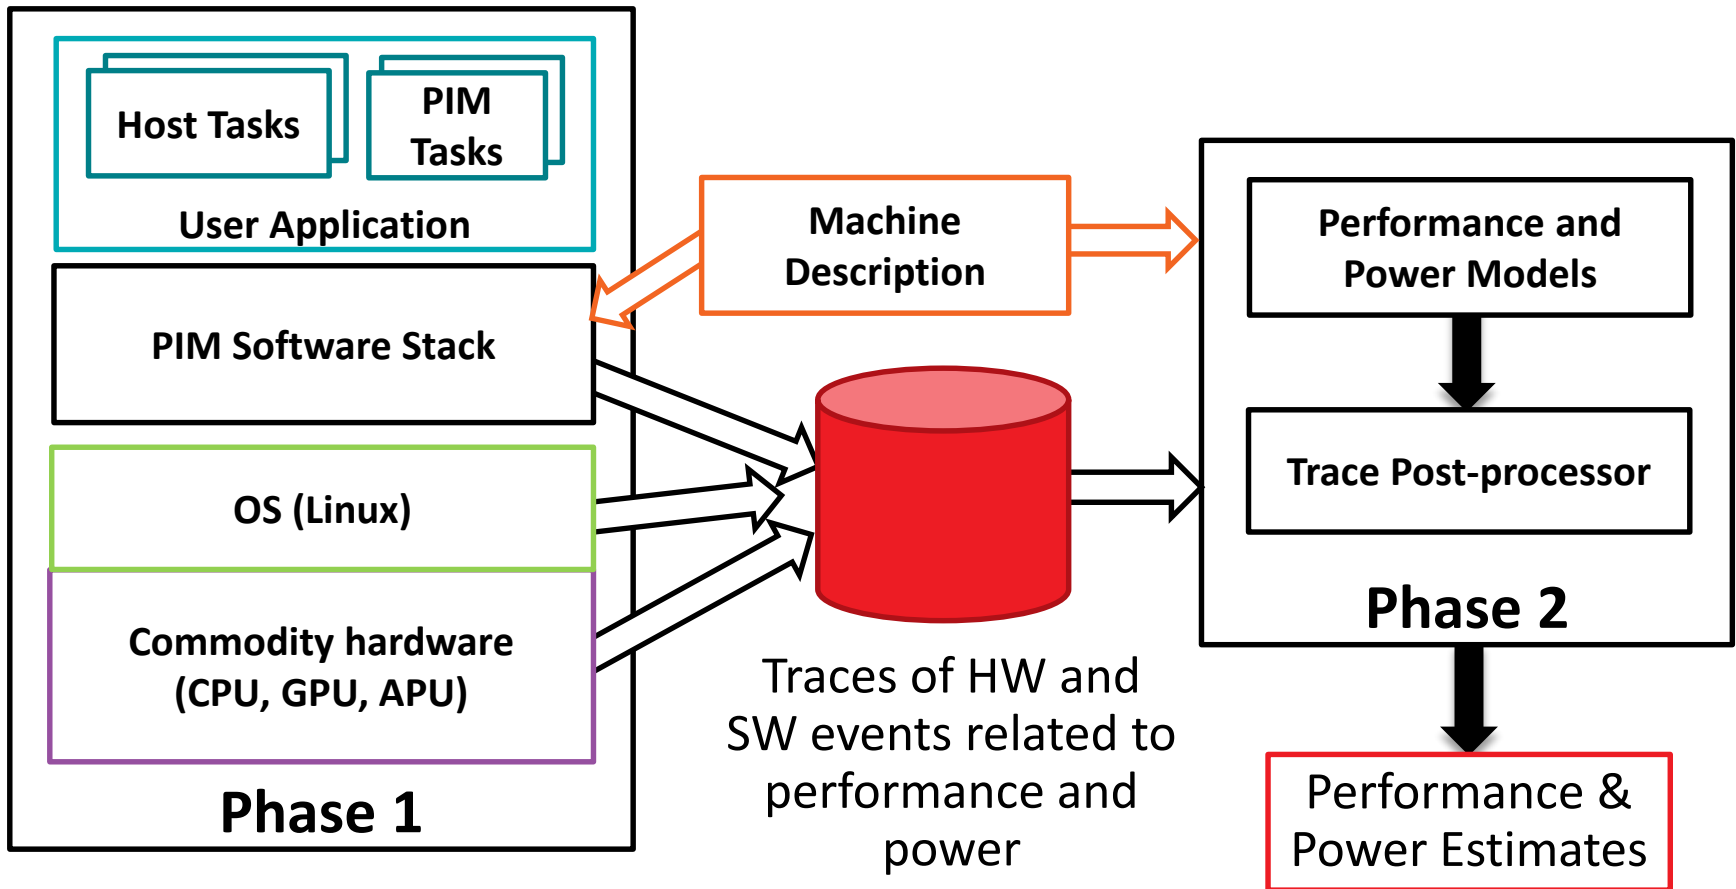 Host Tasks
PIM
Tasks
User Application
PIM Software Stack
OS (Linux)
Commodity hardware
(CPU, GPU, APU)
Phase 1
Machine
Description
Traces of HW and
SW events related to
performance and
power
Performance and
Power Models
Trace Post-processor
Phase 2
Performance &
Power Estimates